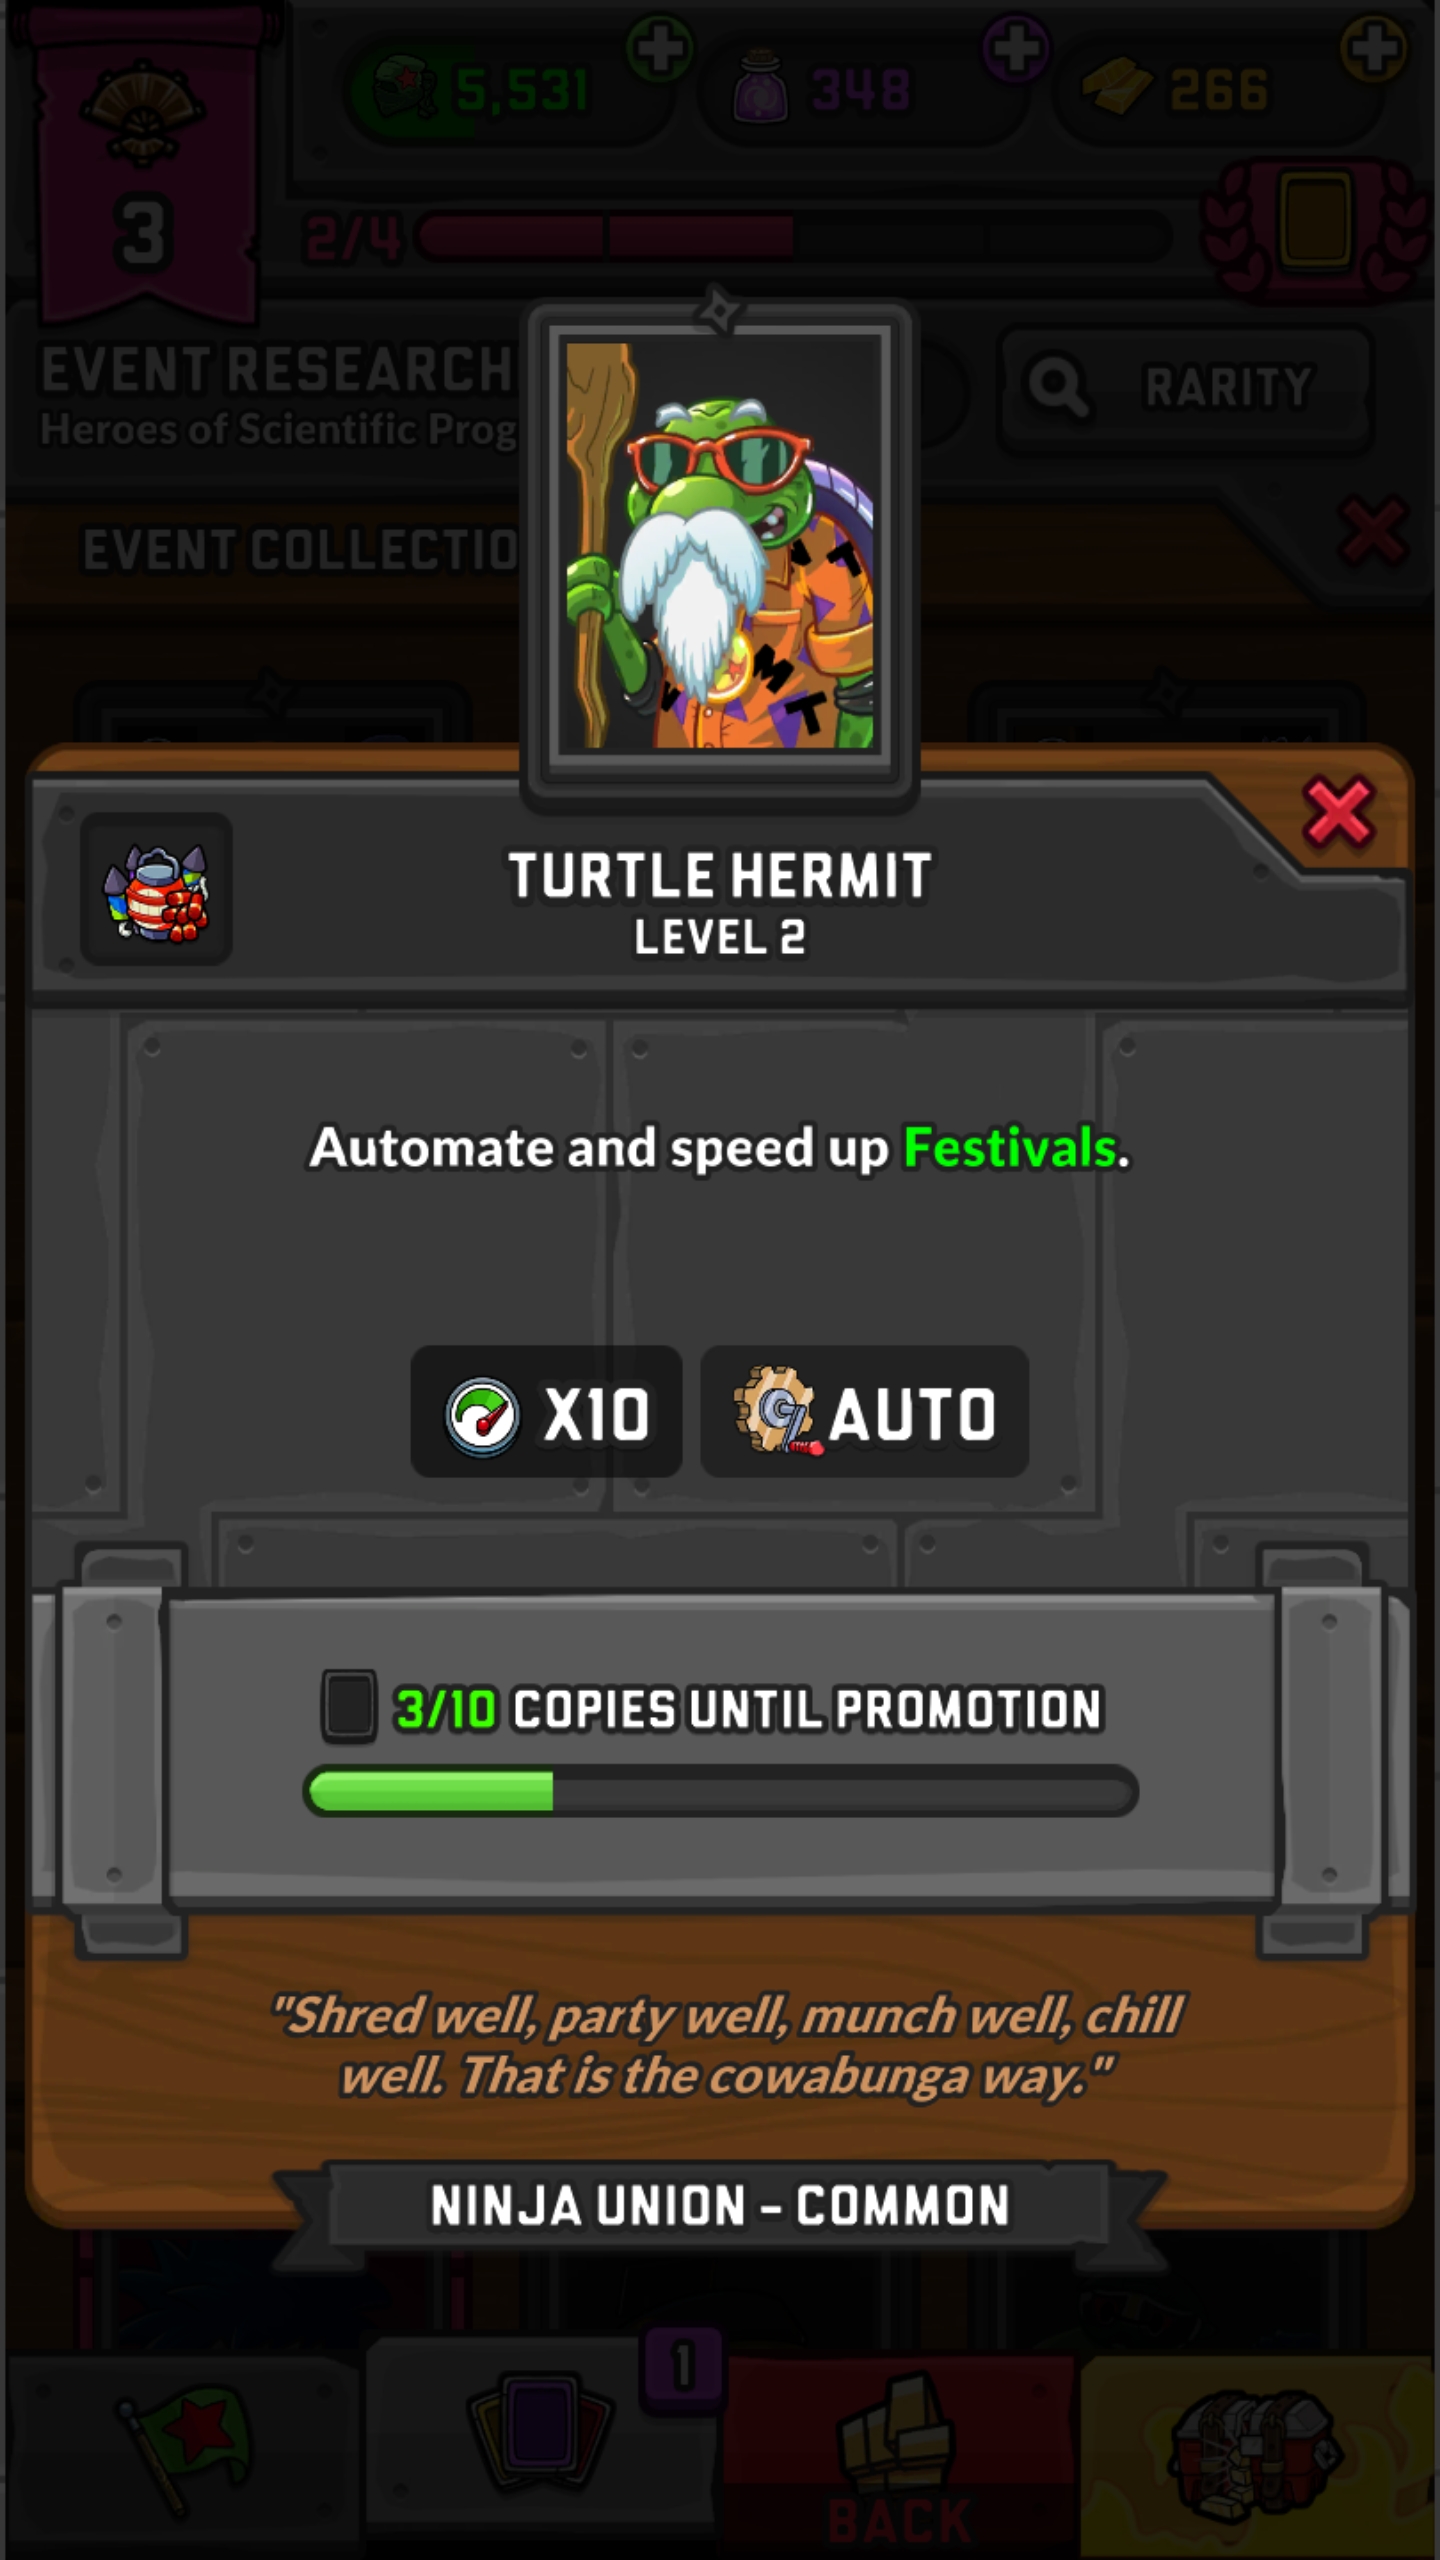 5,531
348
266
3
2/4
EVENT RESEARCH
RARITY
Heroes of Scientific Prog
EVENT COLLECTIO
M
T
TURTLE HERMIT
LEVEL 2
Automate and speed up Festivals.
X10
AUTO
3/10 COPIES UNTIL PROMOTION
"Shred well, party well, munch well, chill
well. That is the cowabunga way."
NINJA UNION - COMMON
1
BACK